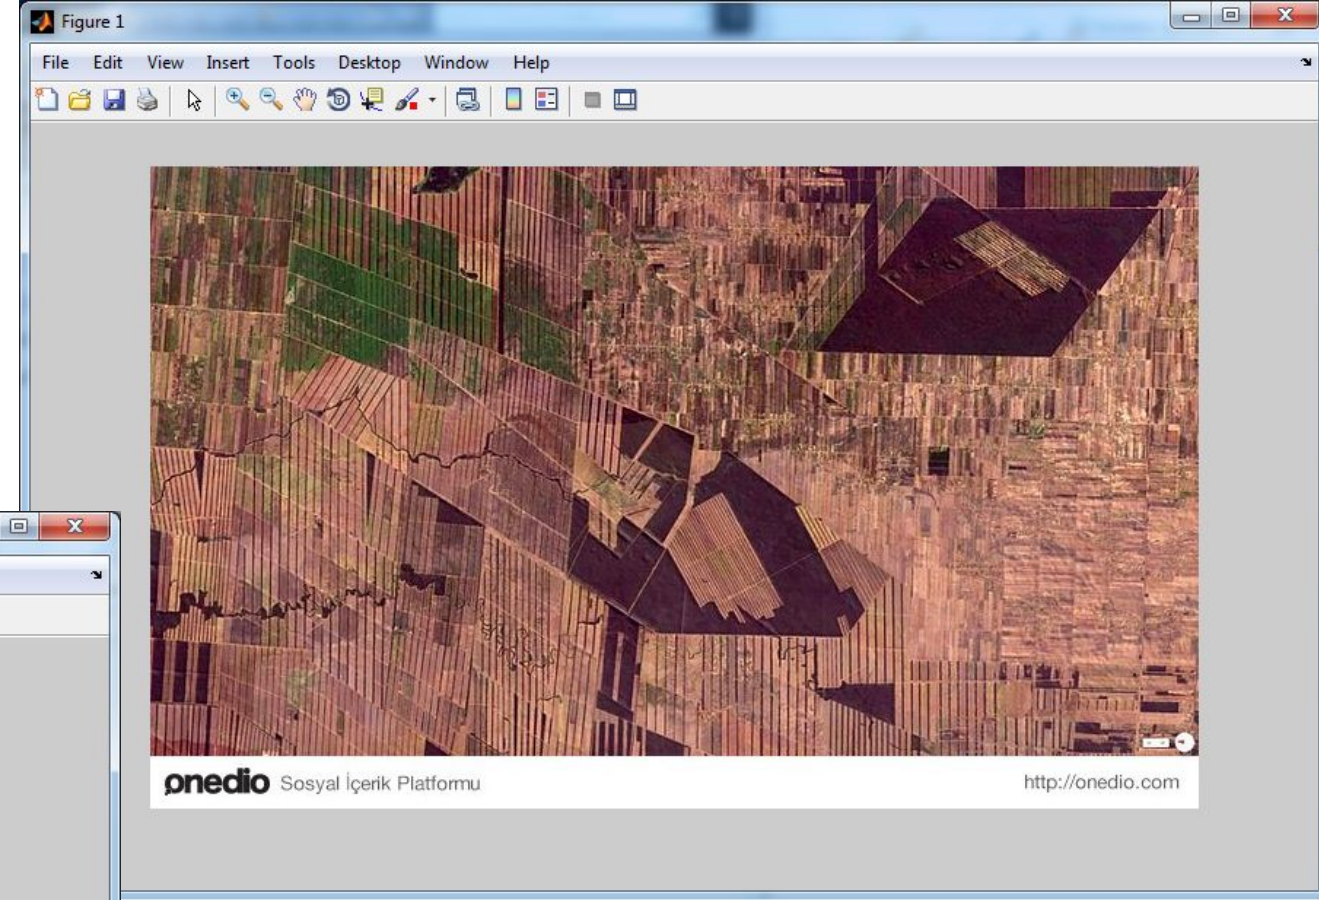 Figure 1
File Edit View Insert Tools Desktop Window Help
onedio Sosyal İçerik Platformu
http://onedio.com